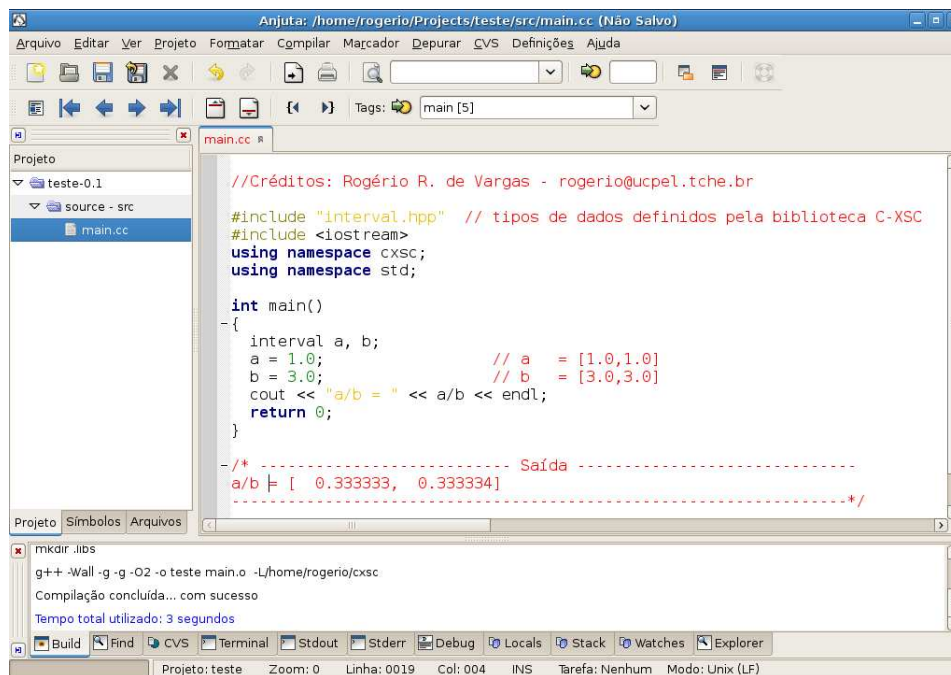 Anjuta: /home/rogerio/Projects/teste/src/main.cc (Não Salvo)
Arquivo Editar Ver Projeto Formatar Compilar Marcador Depurar CVS Definições Ajuda
Tags: main [5]
Projeto
teste-0.1
source - src
main.cc
Projeto Símbolos Arquivos
main.cc
//Créditos: Rogério R. de Vargas - rogerio@ucpel.tche.br
#include "interval.hpp" // tipos de dados definidos pela biblioteca C-XSC
#include <iostream>
using namespace cxsc;
using namespace std;
int main()
{
interval a, b;
a = 1.0; // a = [1.0,1.0]
b = 3.0; // b = [3.0,3.0]
cout << "a/b = " << a/b << endl;
return 0;
}
/* --------------------------- Saída ------------------------------
a/b = [ 0.333333, 0.333334]
-------------------------------------------------------------------*/
mkdir .libs
g++ -Wall -g -g -O2 -o teste main.o -L/home/rogerio/cxsc
Compilação concluída... com sucesso
Tempo total utilizado: 3 segundos
Build Find CVS Terminal Stdout Stderr Debug Locals Stack Watches Explorer
Projeto: teste Zoom: 0 Linha: 0019 Col: 004 INS Tarefa: Nenhum Modo: Unix (LF)